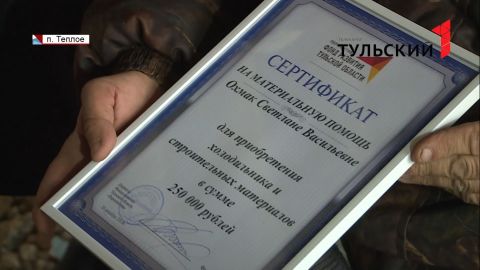 п. Теплое
ТУЛЬСКИЙ 1
ФОНД РАЗВИТИЯ
ТУЛЬСКОЙ ОБЛАСТИ
СЕРТИФИКАТ
НА МАТЕРИАЛЬНУЮ ПОМОЩЬ
Охмак Светлане Васильевне
для приобретения
холодильника и
строительных материалов
в сумме
250 000 рублей